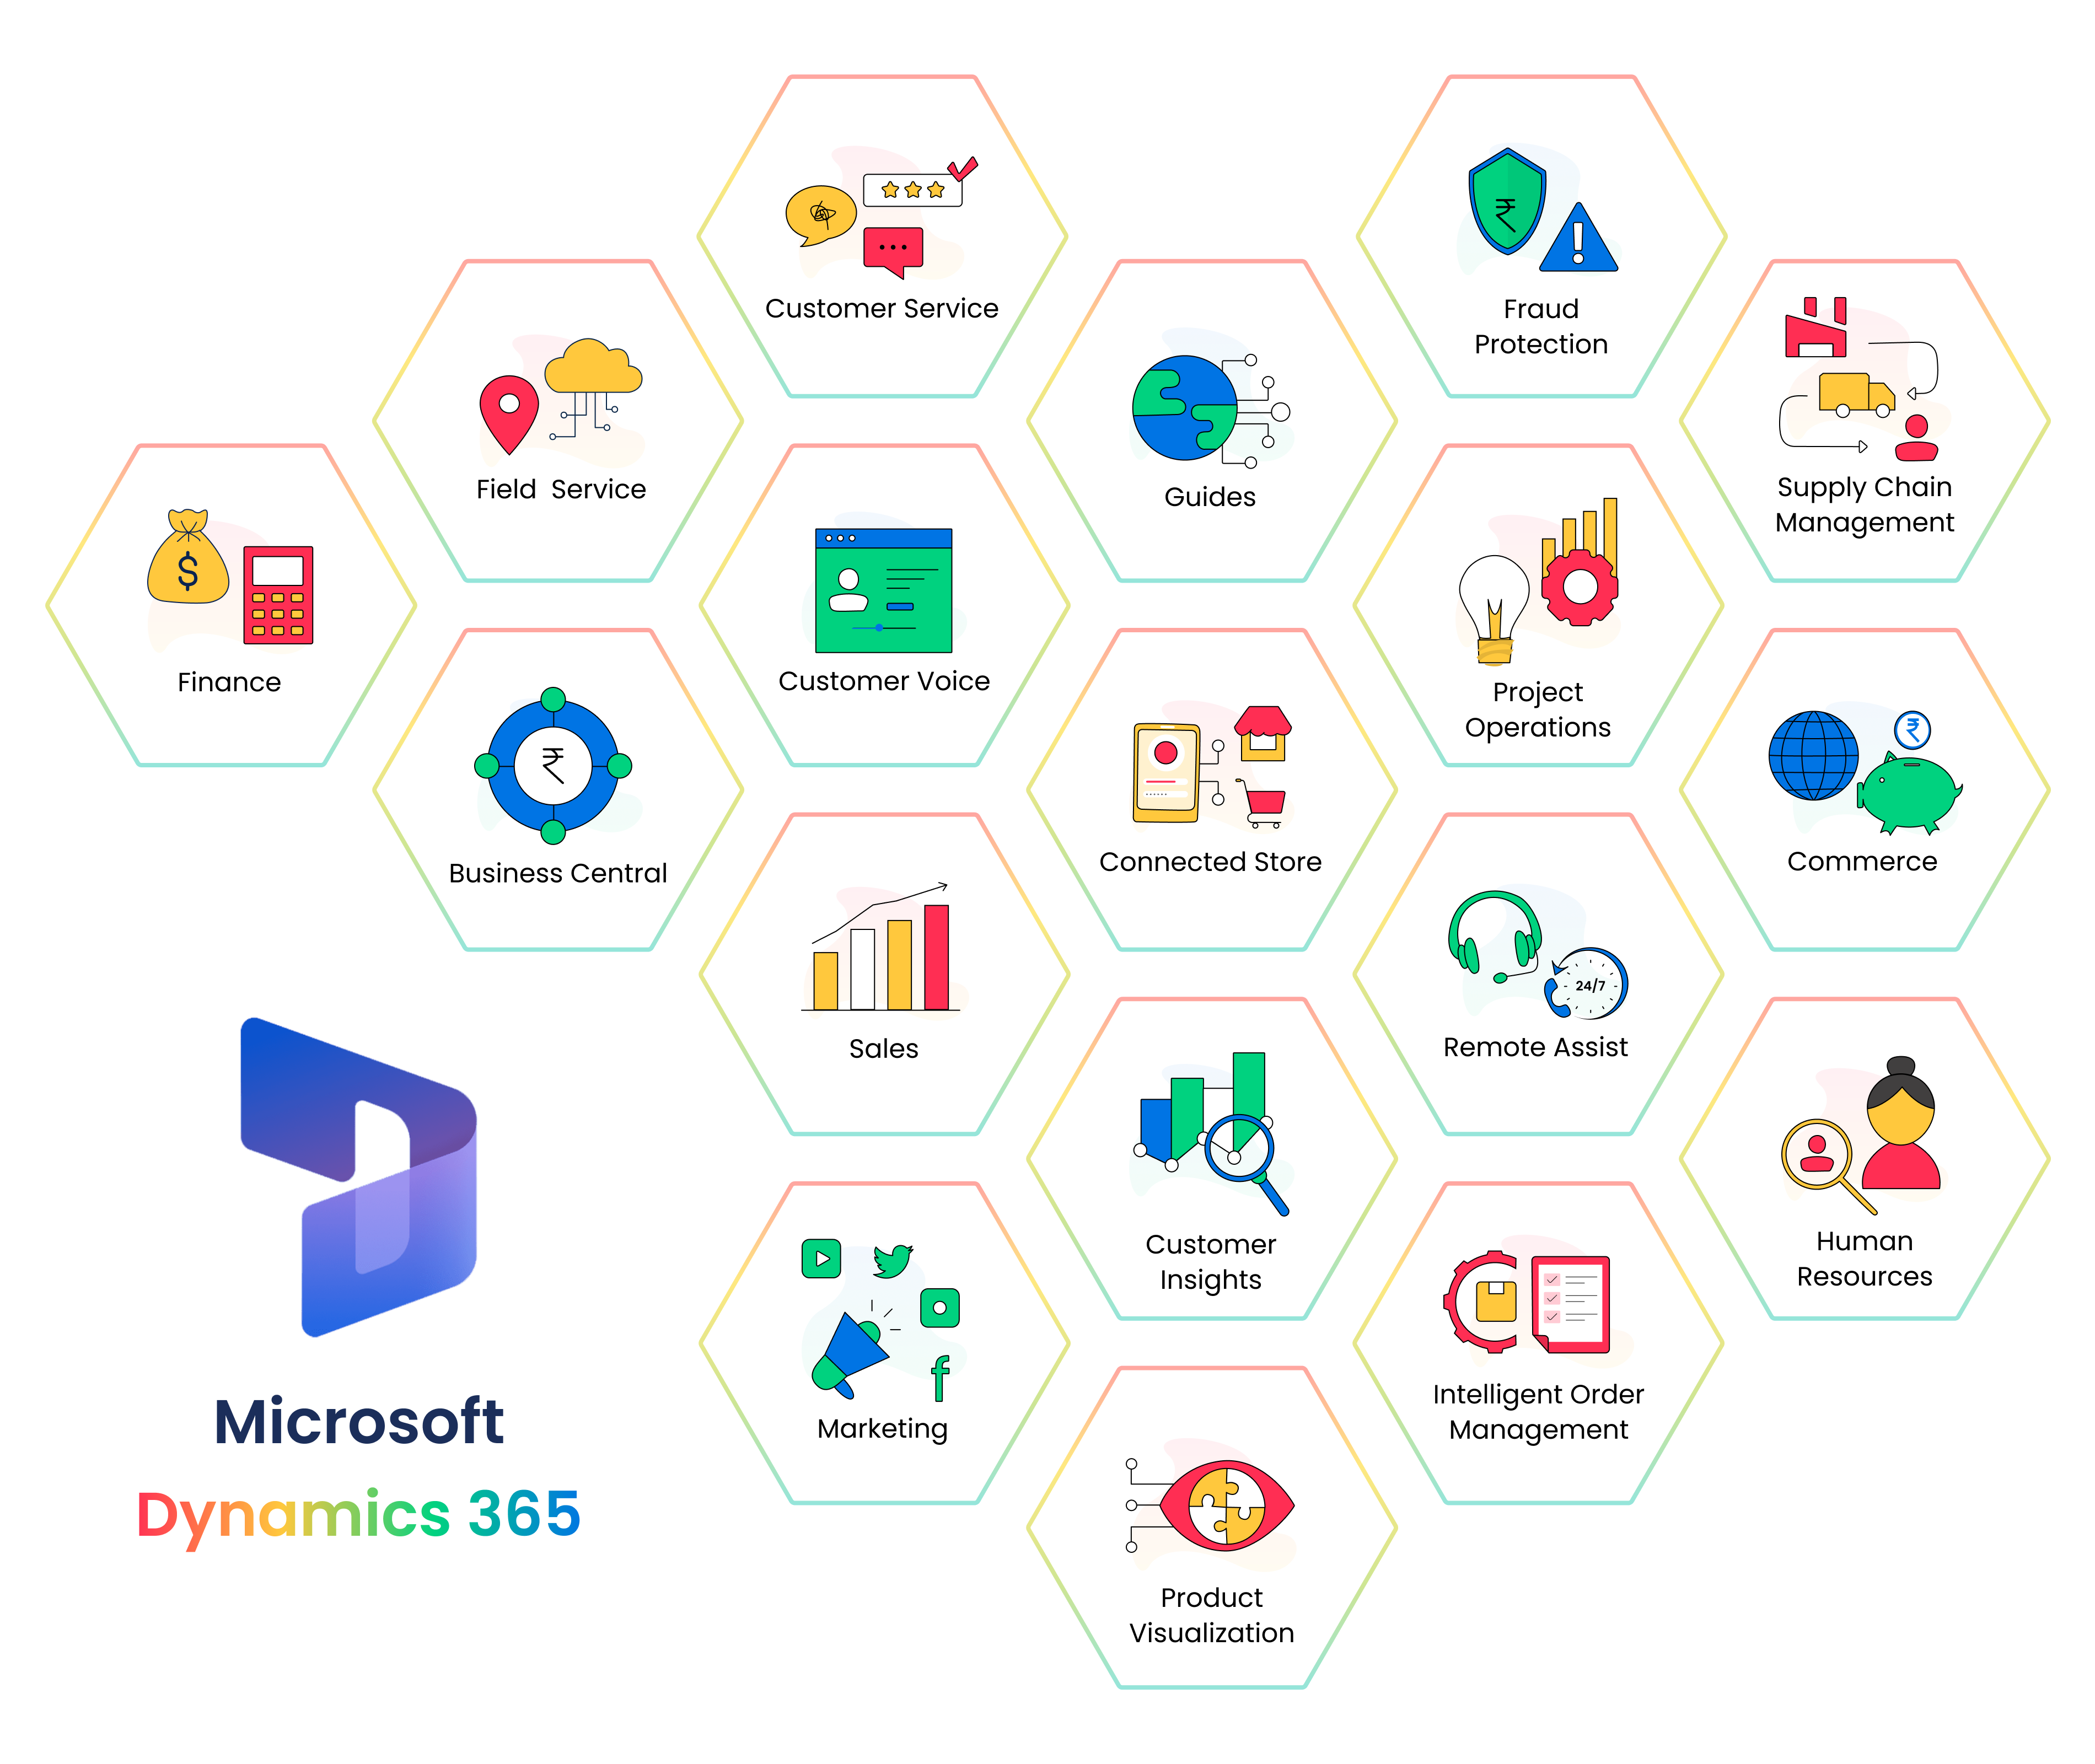 Customer Service
Fraud
Protection
Field  Service
Guides
Supply Chain
Management
$
Finance
Customer Voice
Project
Operations
₹
Business Central
Connected Store
₹
Commerce
₹
Sales
24/7
Remote Assist
Customer
Insights
Human
Resources
f
Marketing
Intelligent Order
Management
Product
Visualization
Microsoft
Dynamics 365